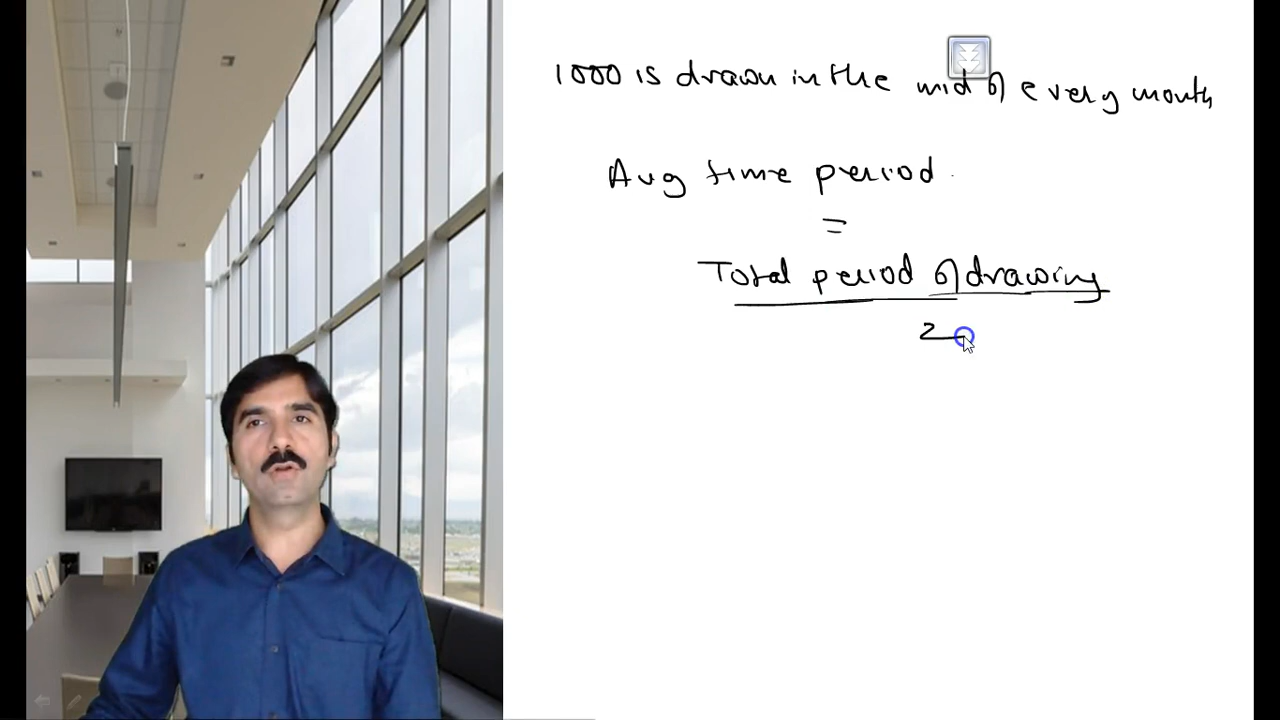 1000 is drawn in the mid of every month
Avg time period
=
Total period of drawing
2